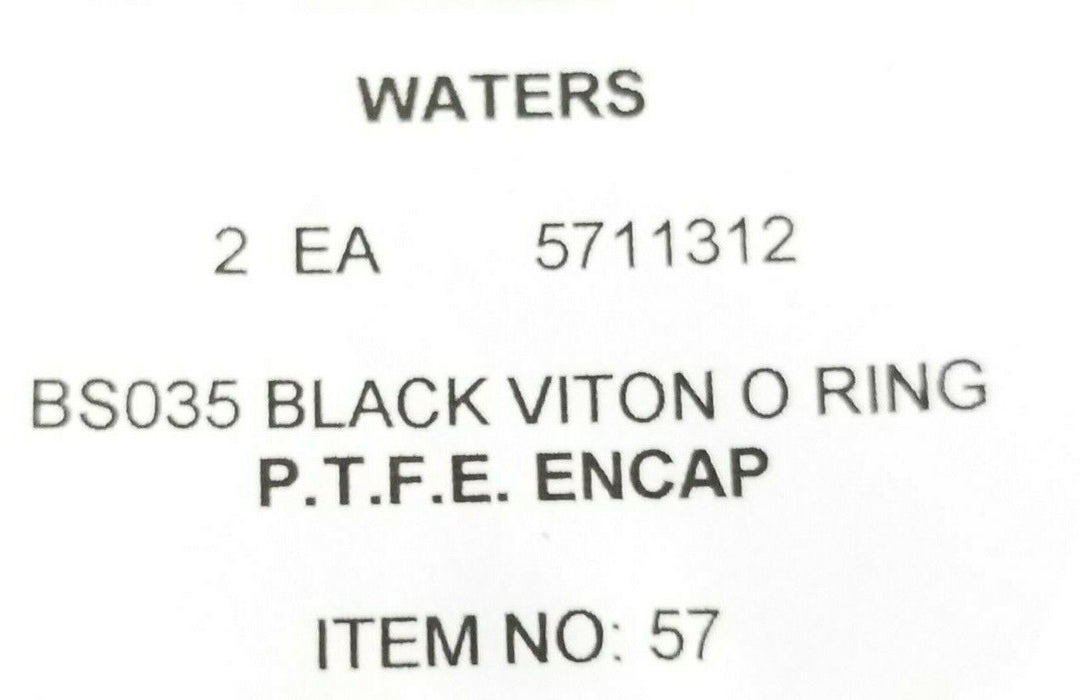 WATERS
2 EA 5711312
BS035 BLACK VITON O RING
P.T.F.E. ENCAP
ITEM NO: 57